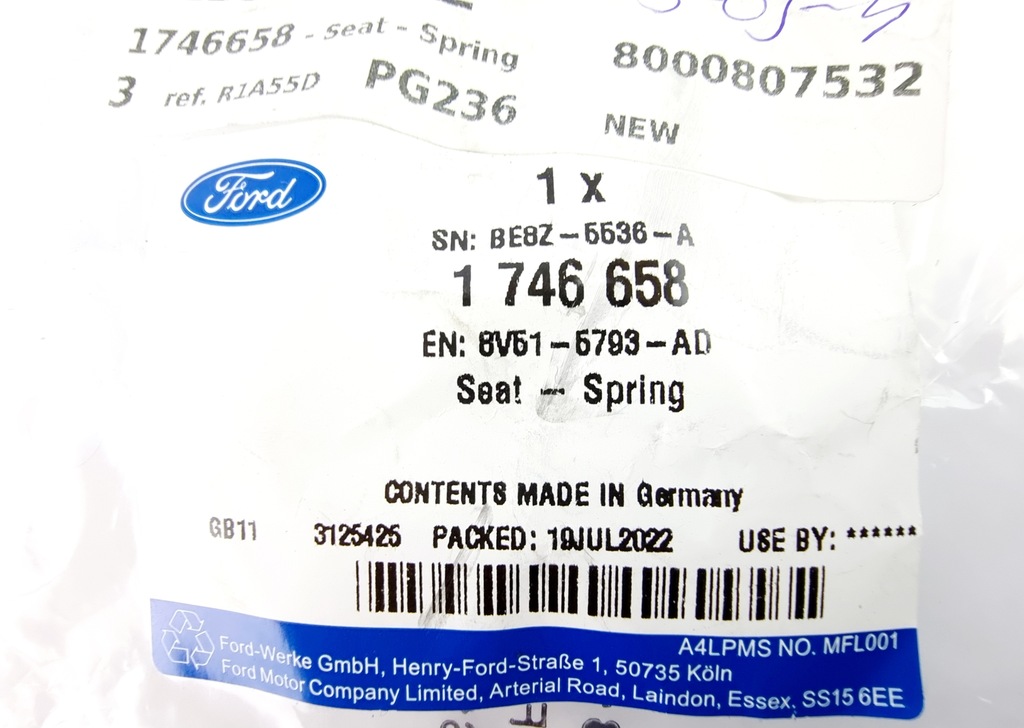 1746658 - Seat - Spring
3 ref. R1A55D PG236
8000807532
NEW
Ford
1 x
SN: BE8Z-5536-A
1 746 658
EN: 8V51-5793-AD
Seat - Spring
CONTENTS MADE IN Germany
GB11 3125425 PACKED: 19JUL2022 USE BY: ******
A4LPMS NO. MFL001
Ford-Werke GmbH, Henry-Ford-Straße 1, 50735 Köln
Ford Motor Company Limited, Arterial Road, Laindon, Essex. SS15 6EE